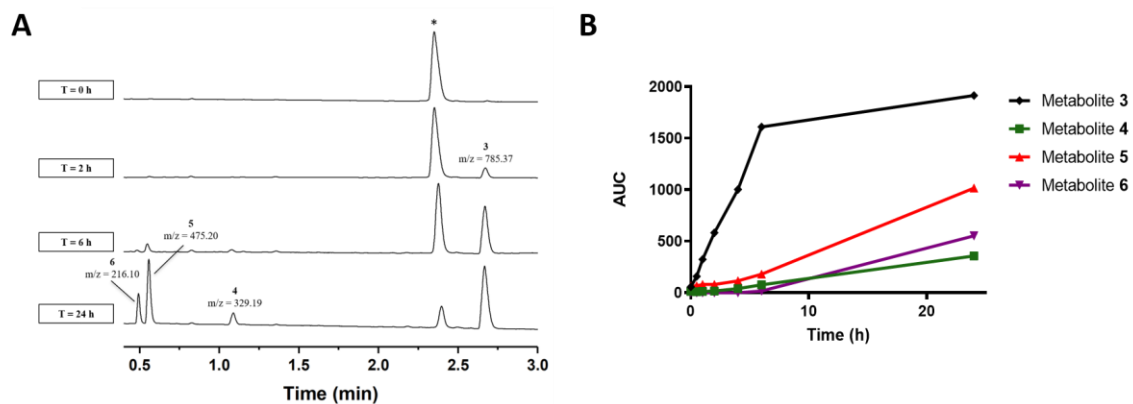 A
*
T = 0 h
T = 2 h
3
m/z = 785.37
T = 6 h
5
m/z = 475.20
6
m/z = 216.10
4
m/z = 329.19
T = 24 h
0.5 1.0 1.5 2.0 2.5 3.0
Time (min)
B
2000
1500
1000
500
0
AUC
0 10 20
Time (h)
Metabolite 3
Metabolite 4
Metabolite 5
Metabolite 6